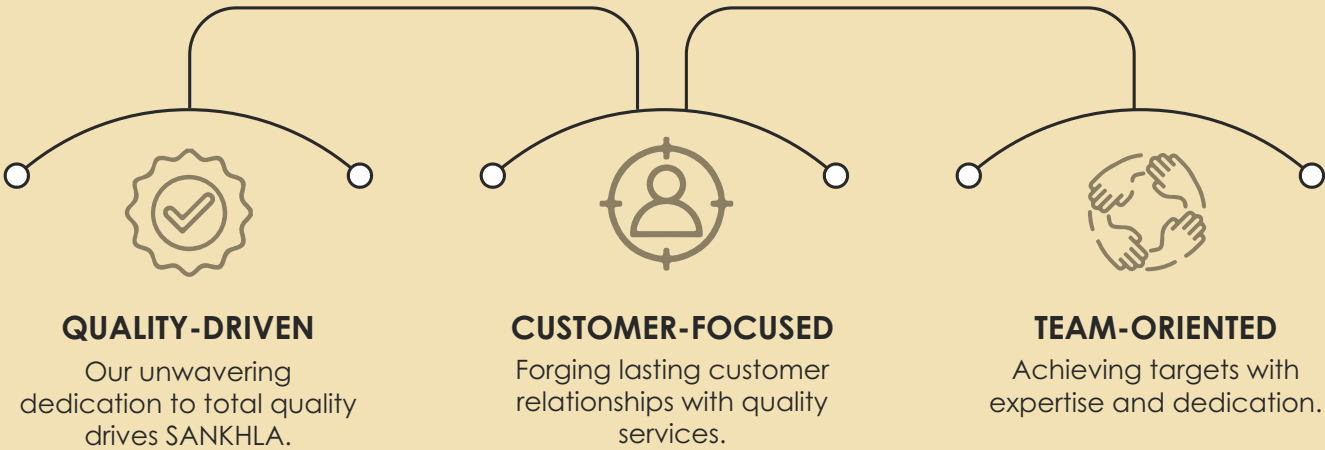 QUALITY-DRIVEN
Our unwavering
dedication to total quality
drives SANKHLA.
CUSTOMER-FOCUSED
Forging lasting customer
relationships with quality
services.
TEAM-ORIENTED
Achieving targets with
expertise and dedication.